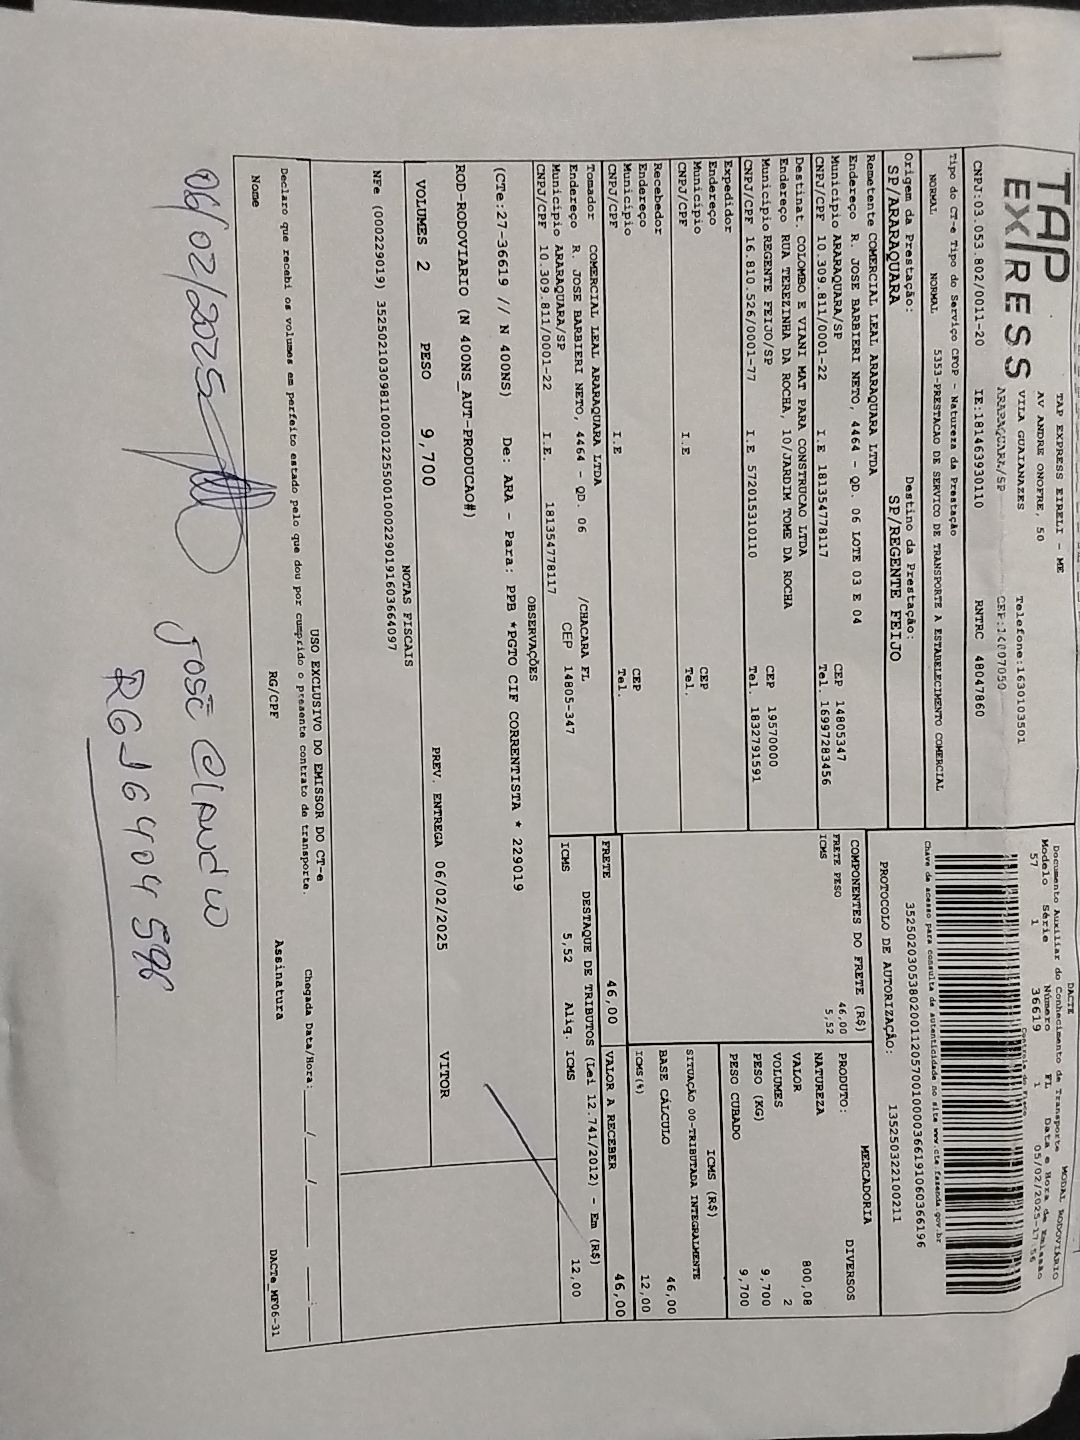 TAP
EXPRESS
TAP EXPRESS EIRELI - ME
AV ANDRE ONOFRE, 50
VILA GUAIANAZES Telefone:1630103501
ARARAQUARA/SP CEP:14807050
CNPJ:03.053.802/0011-20 IE:181463930110 RNTRC 48047860
Tipo do CT-e Tipo do Serviço CFOP - Natureza da Prestação
NORMAL NORMAL 5353-PRESTACAO DE SERVICO DE TRANSPORTE A ESTABELECIMENTO COMERCIAL
Origem da Prestação: Destino da Prestação:
SP/ARARAQUARA SP/REGENTE FEIJO
Remetente COMERCIAL LEAL ARARAQUARA LTDA
Endereço R. JOSE BARBIERI NETO, 4464 - QD. 06 LOTE 03 E 04
Município ARARAQUARA/SP CEP 14805347
CNPJ/CPF 10.309.811/0001-22 I.E 181354778117 Tel. 16997283456
Destinat. COLOMBO E VIANI MAT PARA CONSTRUCAO LTDA
Endereço RUA TEREZINHA DA ROCHA, 10/JARDIM TOME DA ROCHA
Município REGENTE FEIJO/SP CEP 19570000
CNPJ/CPF 16.810.526/0001-77 I.E 572015310110 Tel. 1832791591
Expedidor
Endereço
Município CEP
CNPJ/CPF I.E Tel.
Recebedor
Endereço
Município CEP
CNPJ/CPF I.E Tel.
Tomador COMERCIAL LEAL ARARAQUARA LTDA
Endereço R. JOSE BARBIERI NETO, 4464 - QD. 06 /CHACARA FL
Município ARARAQUARA/SP CEP 14805-347
CNPJ/CPF 10.309.811/0001-22 I.E. 181354778117
DACTE MODAL RODOVIÁRIO
Documento Auxiliar do Conhecimento de Transporte
Modelo Série Número FL Data e Hora de Emissão
57 1 36619 1 05/02/2025-17:56
Controle do Fisco
Chave de acesso para consulta de autenticidade no site www.cte.fazenda.gov.br
35250203053802001120570010000366191060366196
PROTOCOLO DE AUTORIZAÇÃO: 135250322100211
COMPONENTES DO FRETE (R$)
FRETE PESO 46,00
ICMS 5,52
MERCADORIA
PRODUTO: DIVERSOS
NATUREZA
VALOR 800,08
VOLUMES 2
PESO (KG) 9,700
PESO CUBADO 9,700
ICMS (R$)
SITUAÇÃO 00-TRIBUTADA INTEGRALMENTE
BASE CÁLCULO 46,00
ICMS(%) 12,00
FRETE 46,00 VALOR A RECEBER 46,00
DESTAQUE DE TRIBUTOS (Lei 12.741/2012) - Em (R$)
ICMS 5,52 Aliq. ICMS 12,00
OBSERVAÇÕES
(CTe:27-36619 // N 400NS) De: ARA - Para: PPB *PGTO CIF CORRENTISTA * 229019
ROD-RODOVIARIO (N 400NS_AUT-PRODUCAO#)
VOLUMES 2 PESO 9,700 PREV. ENTREGA 06/02/2025 VITOR
NOTAS FISCAIS
NFe (000229019) 35250210309811000122550010002290191603664097
USO EXCLUSIVO DO EMISSOR DO CT-e
Declaro que recebi os volumes em perfeito estado pelo que dou por cumprido o presente contrato de transporte. Chegada Data/Hora: ____/____/______ ____:____
Nome RG/CPF Assinatura DACTe_MF06-31
06/02/2025 José Claudio
RG 16404596